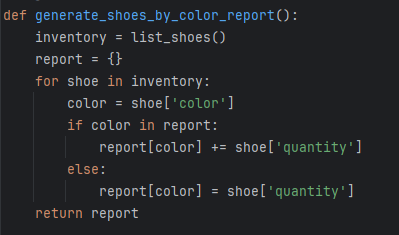 def generate_shoes_by_color_report():
    inventory = list_shoes()
    report = {}
    for shoe in inventory:
        color = shoe['color']
        if color in report:
            report[color] += shoe['quantity']
        else:
            report[color] = shoe['quantity']
    return report